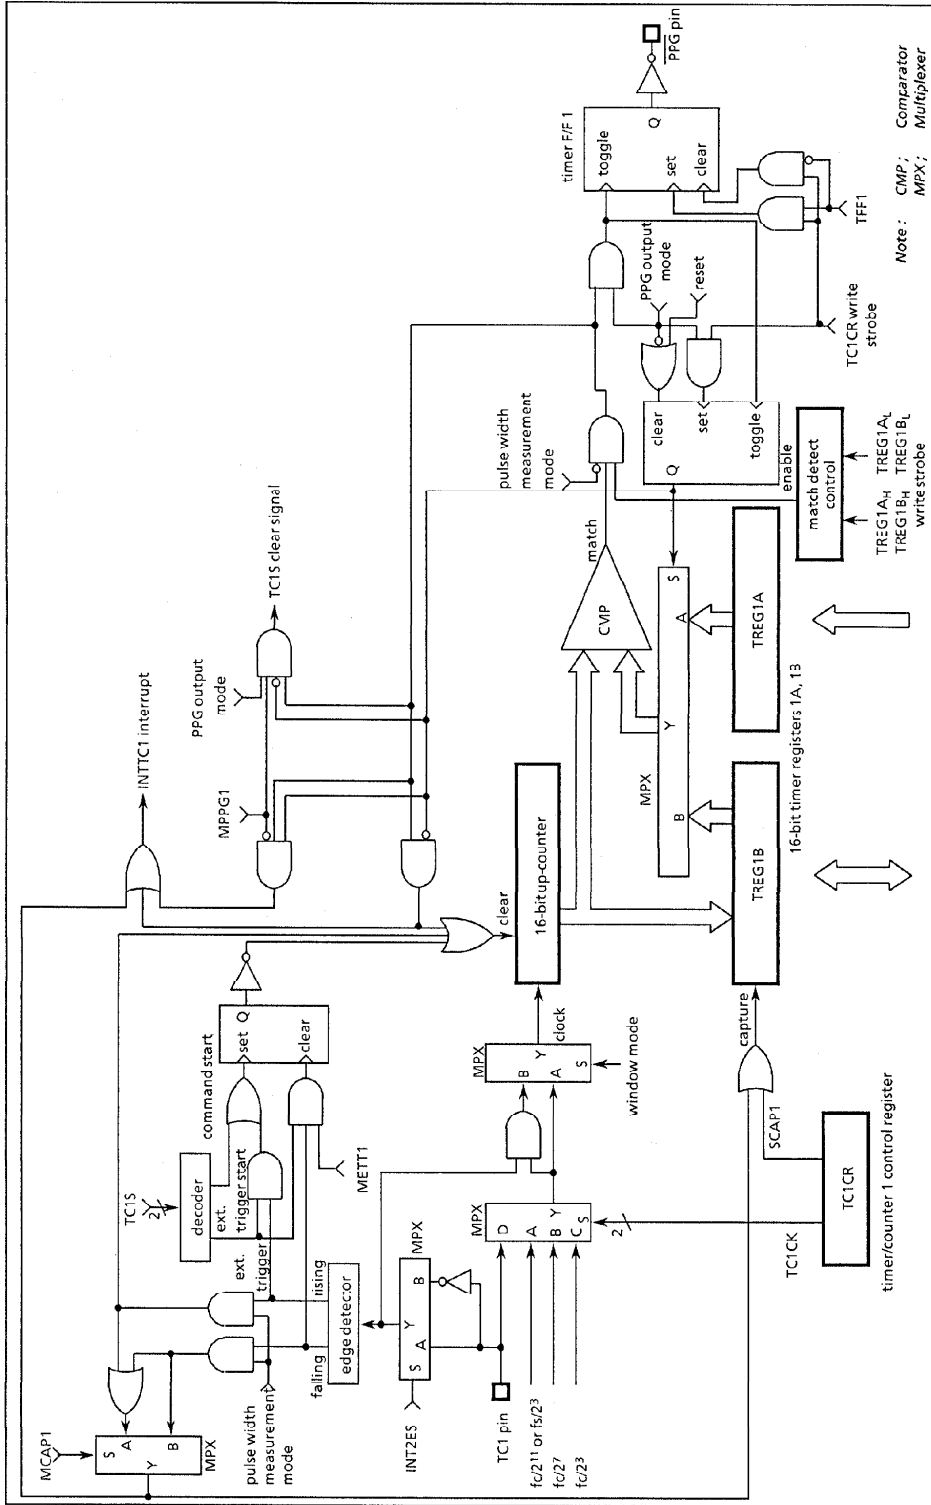 MCAP1
S
A
B
Y
MPX
pulse width
measurement
mode
TC1S
2
decoder
ext.
trigger start
command start
set
Q
clear
METT1
ext.
trigger
rising
falling
edge detector
INT2ES
S
A
Y
B
MPX
TC1 pin
fc/2¹¹ or fs/2³
fc/2⁷
fc/2³
MPX
D
A
B
Y
C
S
2
TC1CK
MPX
B
Y
A
S
clock
window mode
TC1CR
timer/counter 1 control register
SCAP1
capture
INTTC1 interrupt
MPPG1
PPG output
mode
TC1S clear signal
clear
16-bitup-counter
CMP
match
MPX
B
Y
A
S
TREG1B
TREG1A
16-bit timer registers 1A, 1B
pulse width
measurement
mode
clear
Q
set
toggle
enable
match detect
control
TREG1A_H TREG1A_L
TREG1B_H TREG1B_L
write strobe
PPG output
mode
reset
TC1CR write
strobe
timer F/F 1
toggle
Q
set
clear
PPG pin
TFF1
Note : CMP ; Comparator
MPX ; Multiplexer